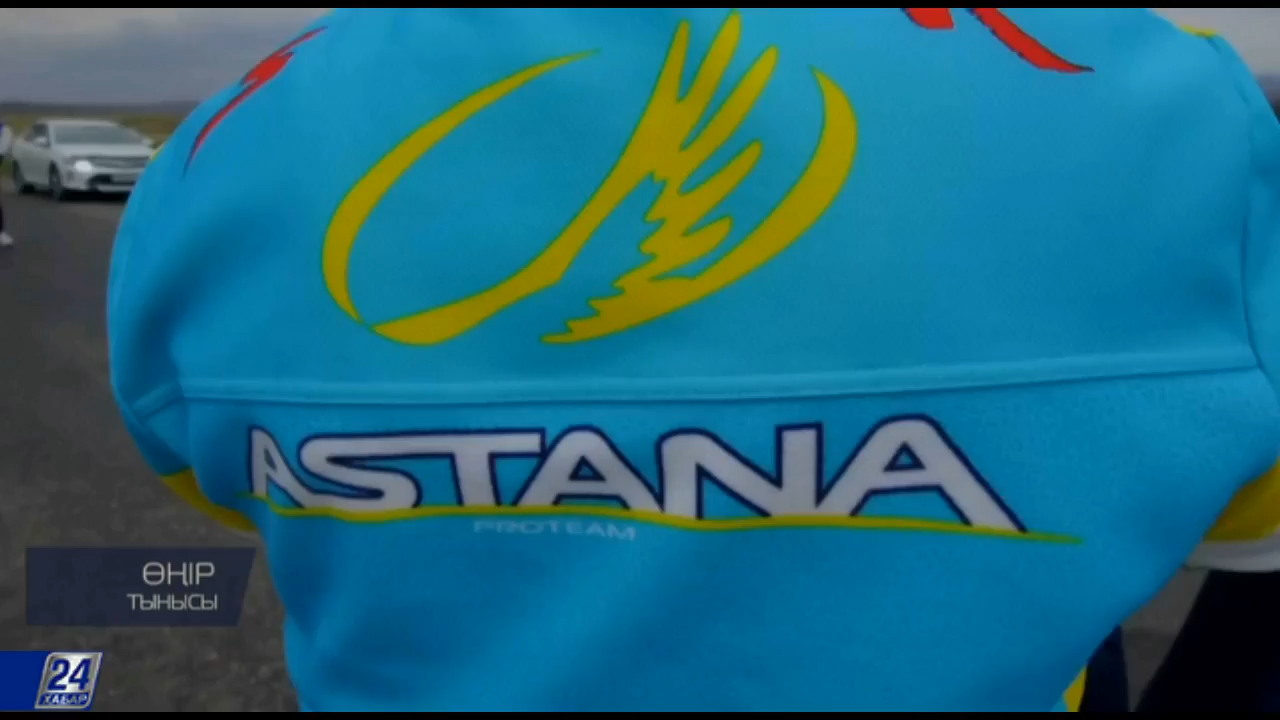 ASTANA
PROTEAM
ӨҢІР
ТЫНЫСЫ
24
ХАБАР